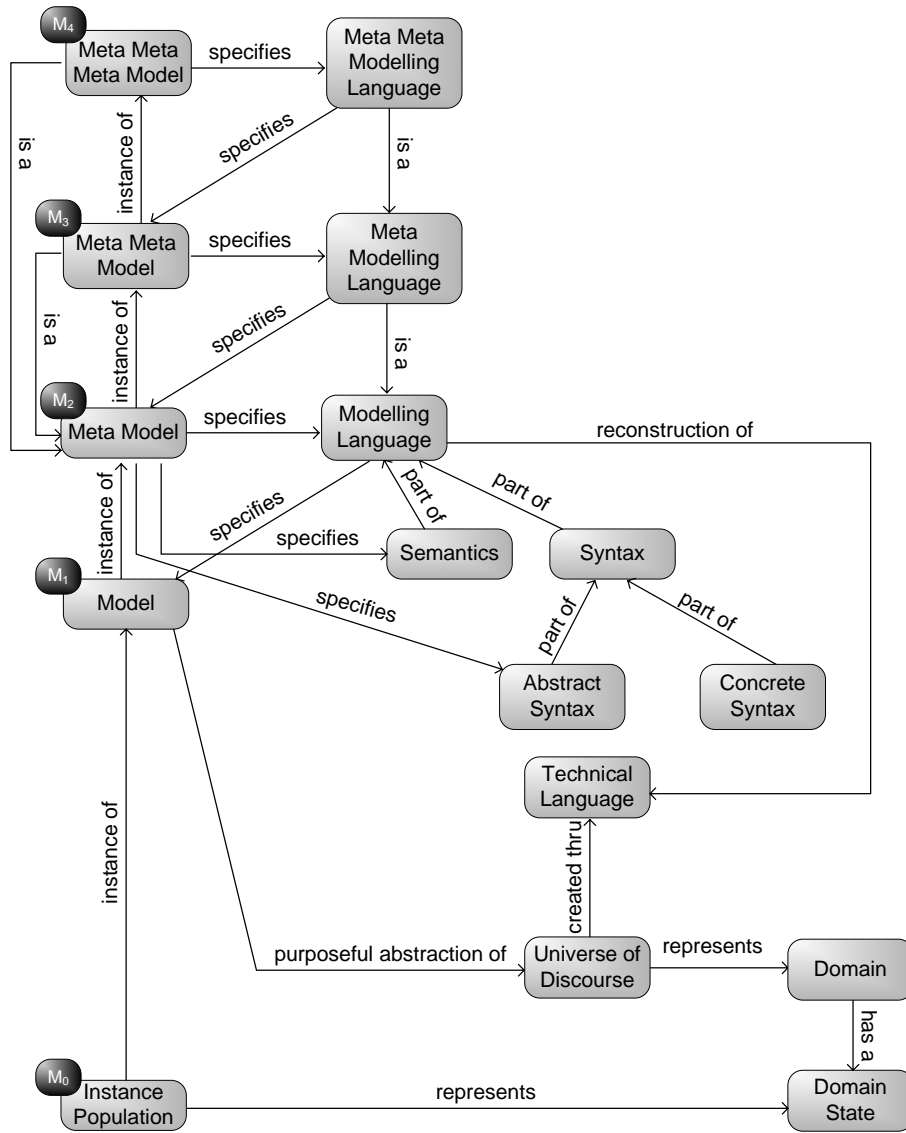 M4
Meta Meta
Meta Model
specifies
Meta Meta
Modelling
Language
is a
instance of
specifies
is a
M3
Meta Meta
Model
specifies
Meta
Modelling
Language
is a
instance of
specifies
is a
M2
Meta Model
specifies
Modelling
Language
reconstruction of
instance of
specifies
part of
part of
specifies
Semantics
Syntax
M1
Model
specifies
part of
part of
Abstract
Syntax
Concrete
Syntax
Technical
Language
instance of
created thru
purposeful abstraction of
Universe of
Discourse
represents
Domain
has a
M0
Instance
Population
represents
Domain
State